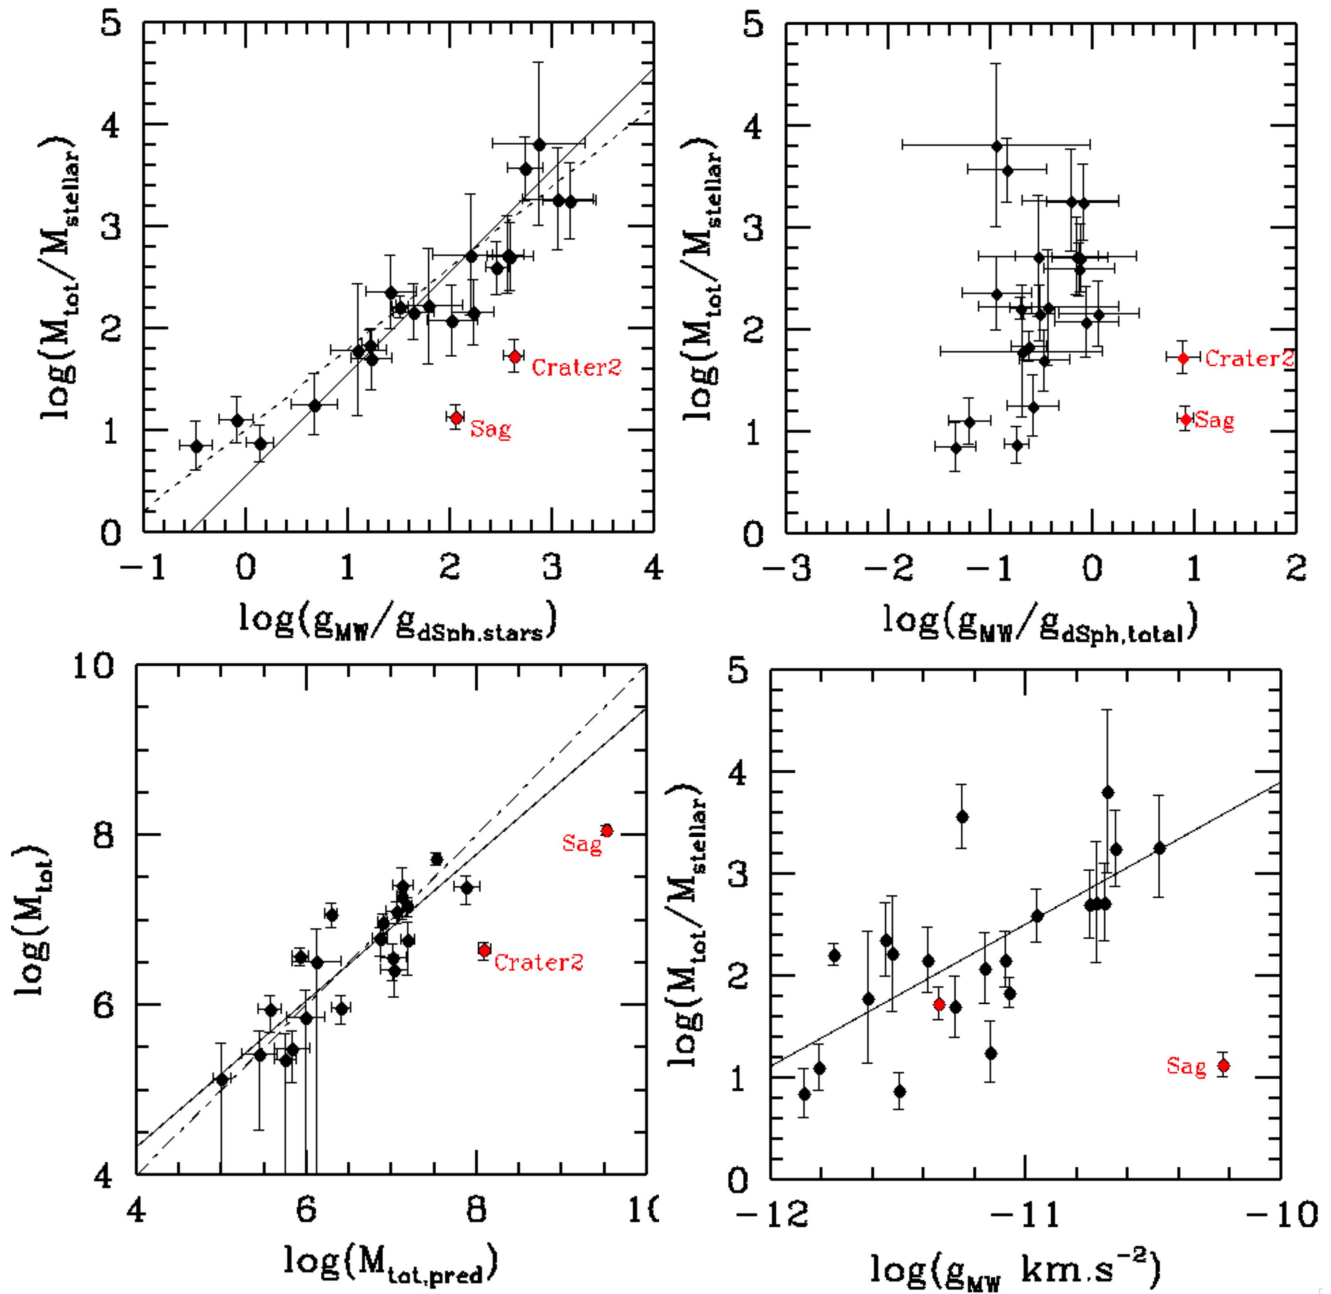 5
4
3
2
1
0
log(M_tot/M_stellar)
Crater2
Sag
-1 0 1 2 3 4
log(g_MW/g_dSph,stars)
5
4
3
2
1
0
log(M_tot/M_stellar)
Crater2
Sag
-3 -2 -1 0 1 2
log(g_MW/g_dSph,total)
10
8
6
4
log(M_tot)
Sag
Crater2
4 6 8 10
log(M_tot,pred)
5
4
3
2
1
0
log(M_tot/M_stellar)
Sag
-12 -11 -10
log(g_MW km.s^-2)